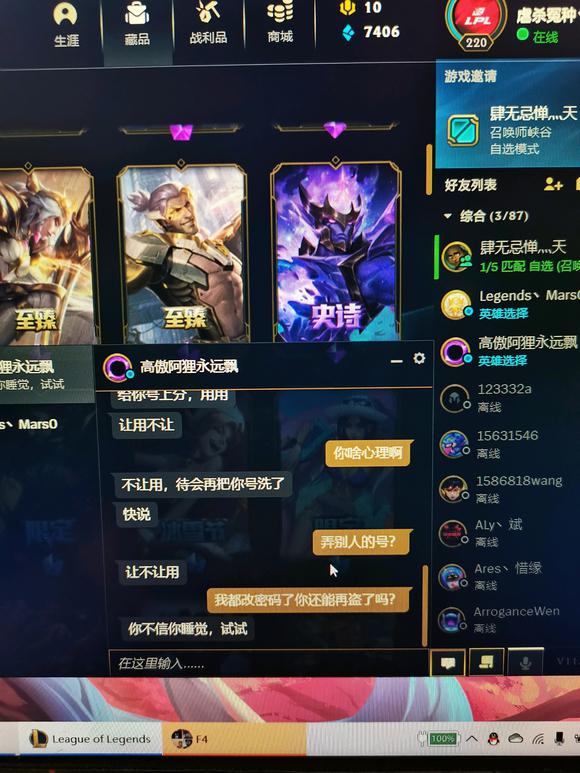 生涯
藏品
战利品
商城
10
7406
LPL
220
虐杀冤种
在线
游戏邀请
肆无忌惮灬天
召唤师峡谷
自选模式
好友列表
综合 (3/87)
肆无忌惮灬天
1/5 匹配 自选 (召唤
Legends丶Mars0
英雄选择
高傲阿狸永远飘
英雄选择
123332a
离线
15631546
离线
1586818wang
离线
ALy丶斌
离线
Ares丶惜缘
离线
ArroganceWen
离线
至臻
至臻
史诗
限定
冰雪节
限定
狸永远飘
尔睡觉，试试
s丶Mars0
高傲阿狸永远飘
给你号上分，用用
让用不让
你啥心理啊
不让用，待会再把你号洗了
快说
弄别人的号？
让不让用
我都改密码了你还能再盗了吗？
你不信你睡觉，试试
在这里输入……
League of Legends
F4
100%